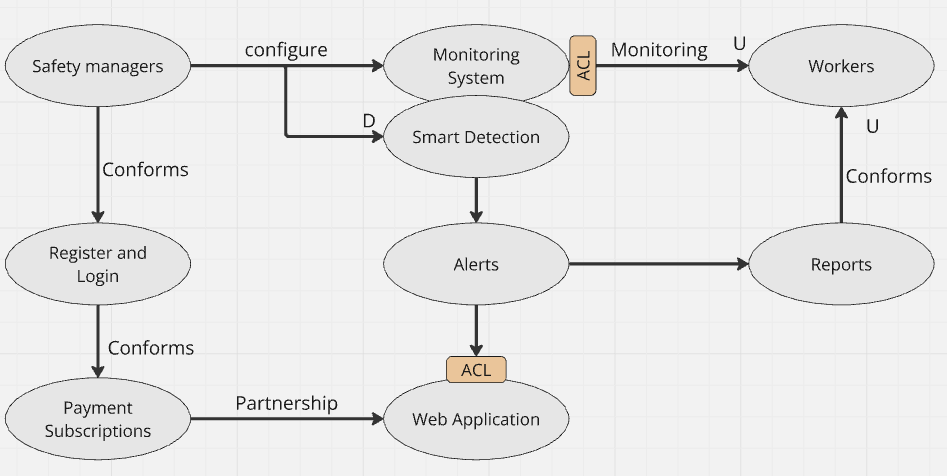 Safety managers
configure
Monitoring
System
ACL
Monitoring
U
Workers
D
Smart Detection
U
Conforms
Conforms
Register and
Login
Alerts
Reports
Conforms
ACL
Payment
Subscriptions
Partnership
Web Application